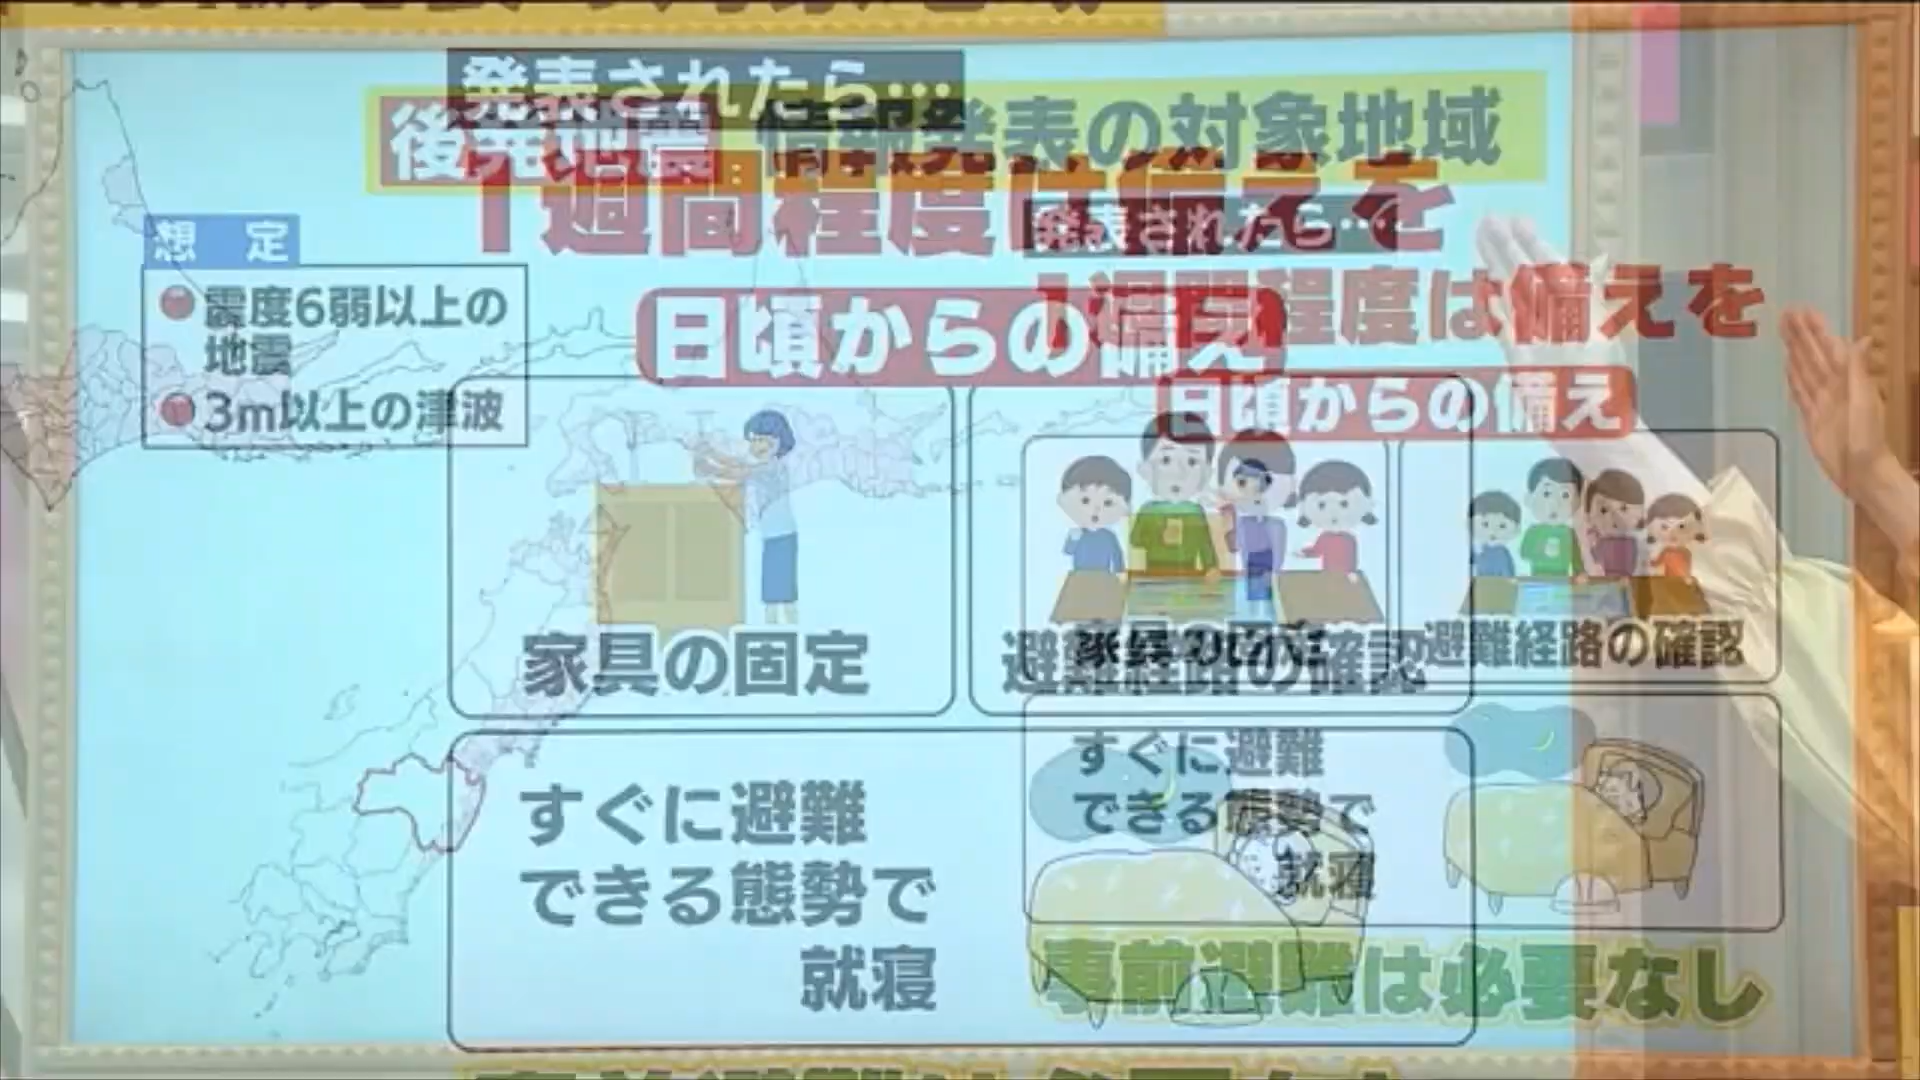 発表されたら…
後発地震 情報発表の対象地域
1週間程度は備えを
発表されたら…
想 定
震度6弱以上の
地震
3m以上の津波
日頃からの備え
1週間程度は備えを
日頃からの備え
家具の固定
避難経路の確認
家具の固定
避難経路の確認
すぐに避難
できる態勢で
就寝
すぐに避難
できる態勢で
就寝
事前避難は必要なし